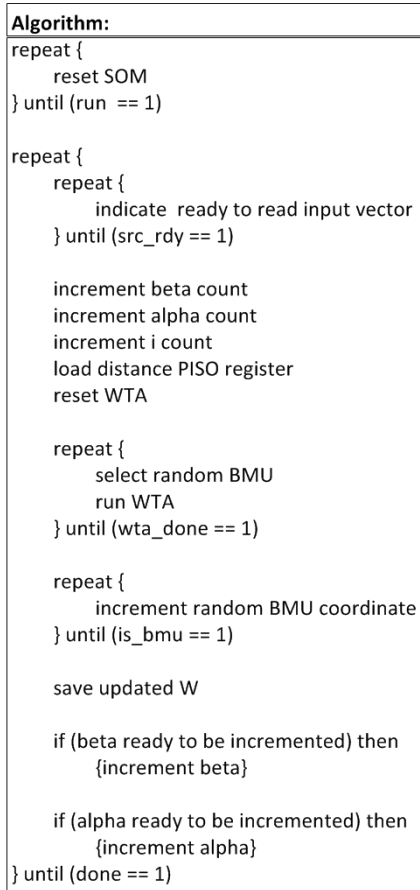 Algorithm:
repeat {
reset SOM
} until (run == 1)
repeat {
repeat {
indicate ready to read input vector
} until (src_rdy == 1)
increment beta count
increment alpha count
increment i count
load distance PISO register
reset WTA
repeat {
select random BMU
run WTA
} until (wta_done == 1)
repeat {
increment random BMU coordinate
} until (is_bmu == 1)
save updated W
if (beta ready to be incremented) then
{increment beta}
if (alpha ready to be incremented) then
{increment alpha}
} until (done == 1)